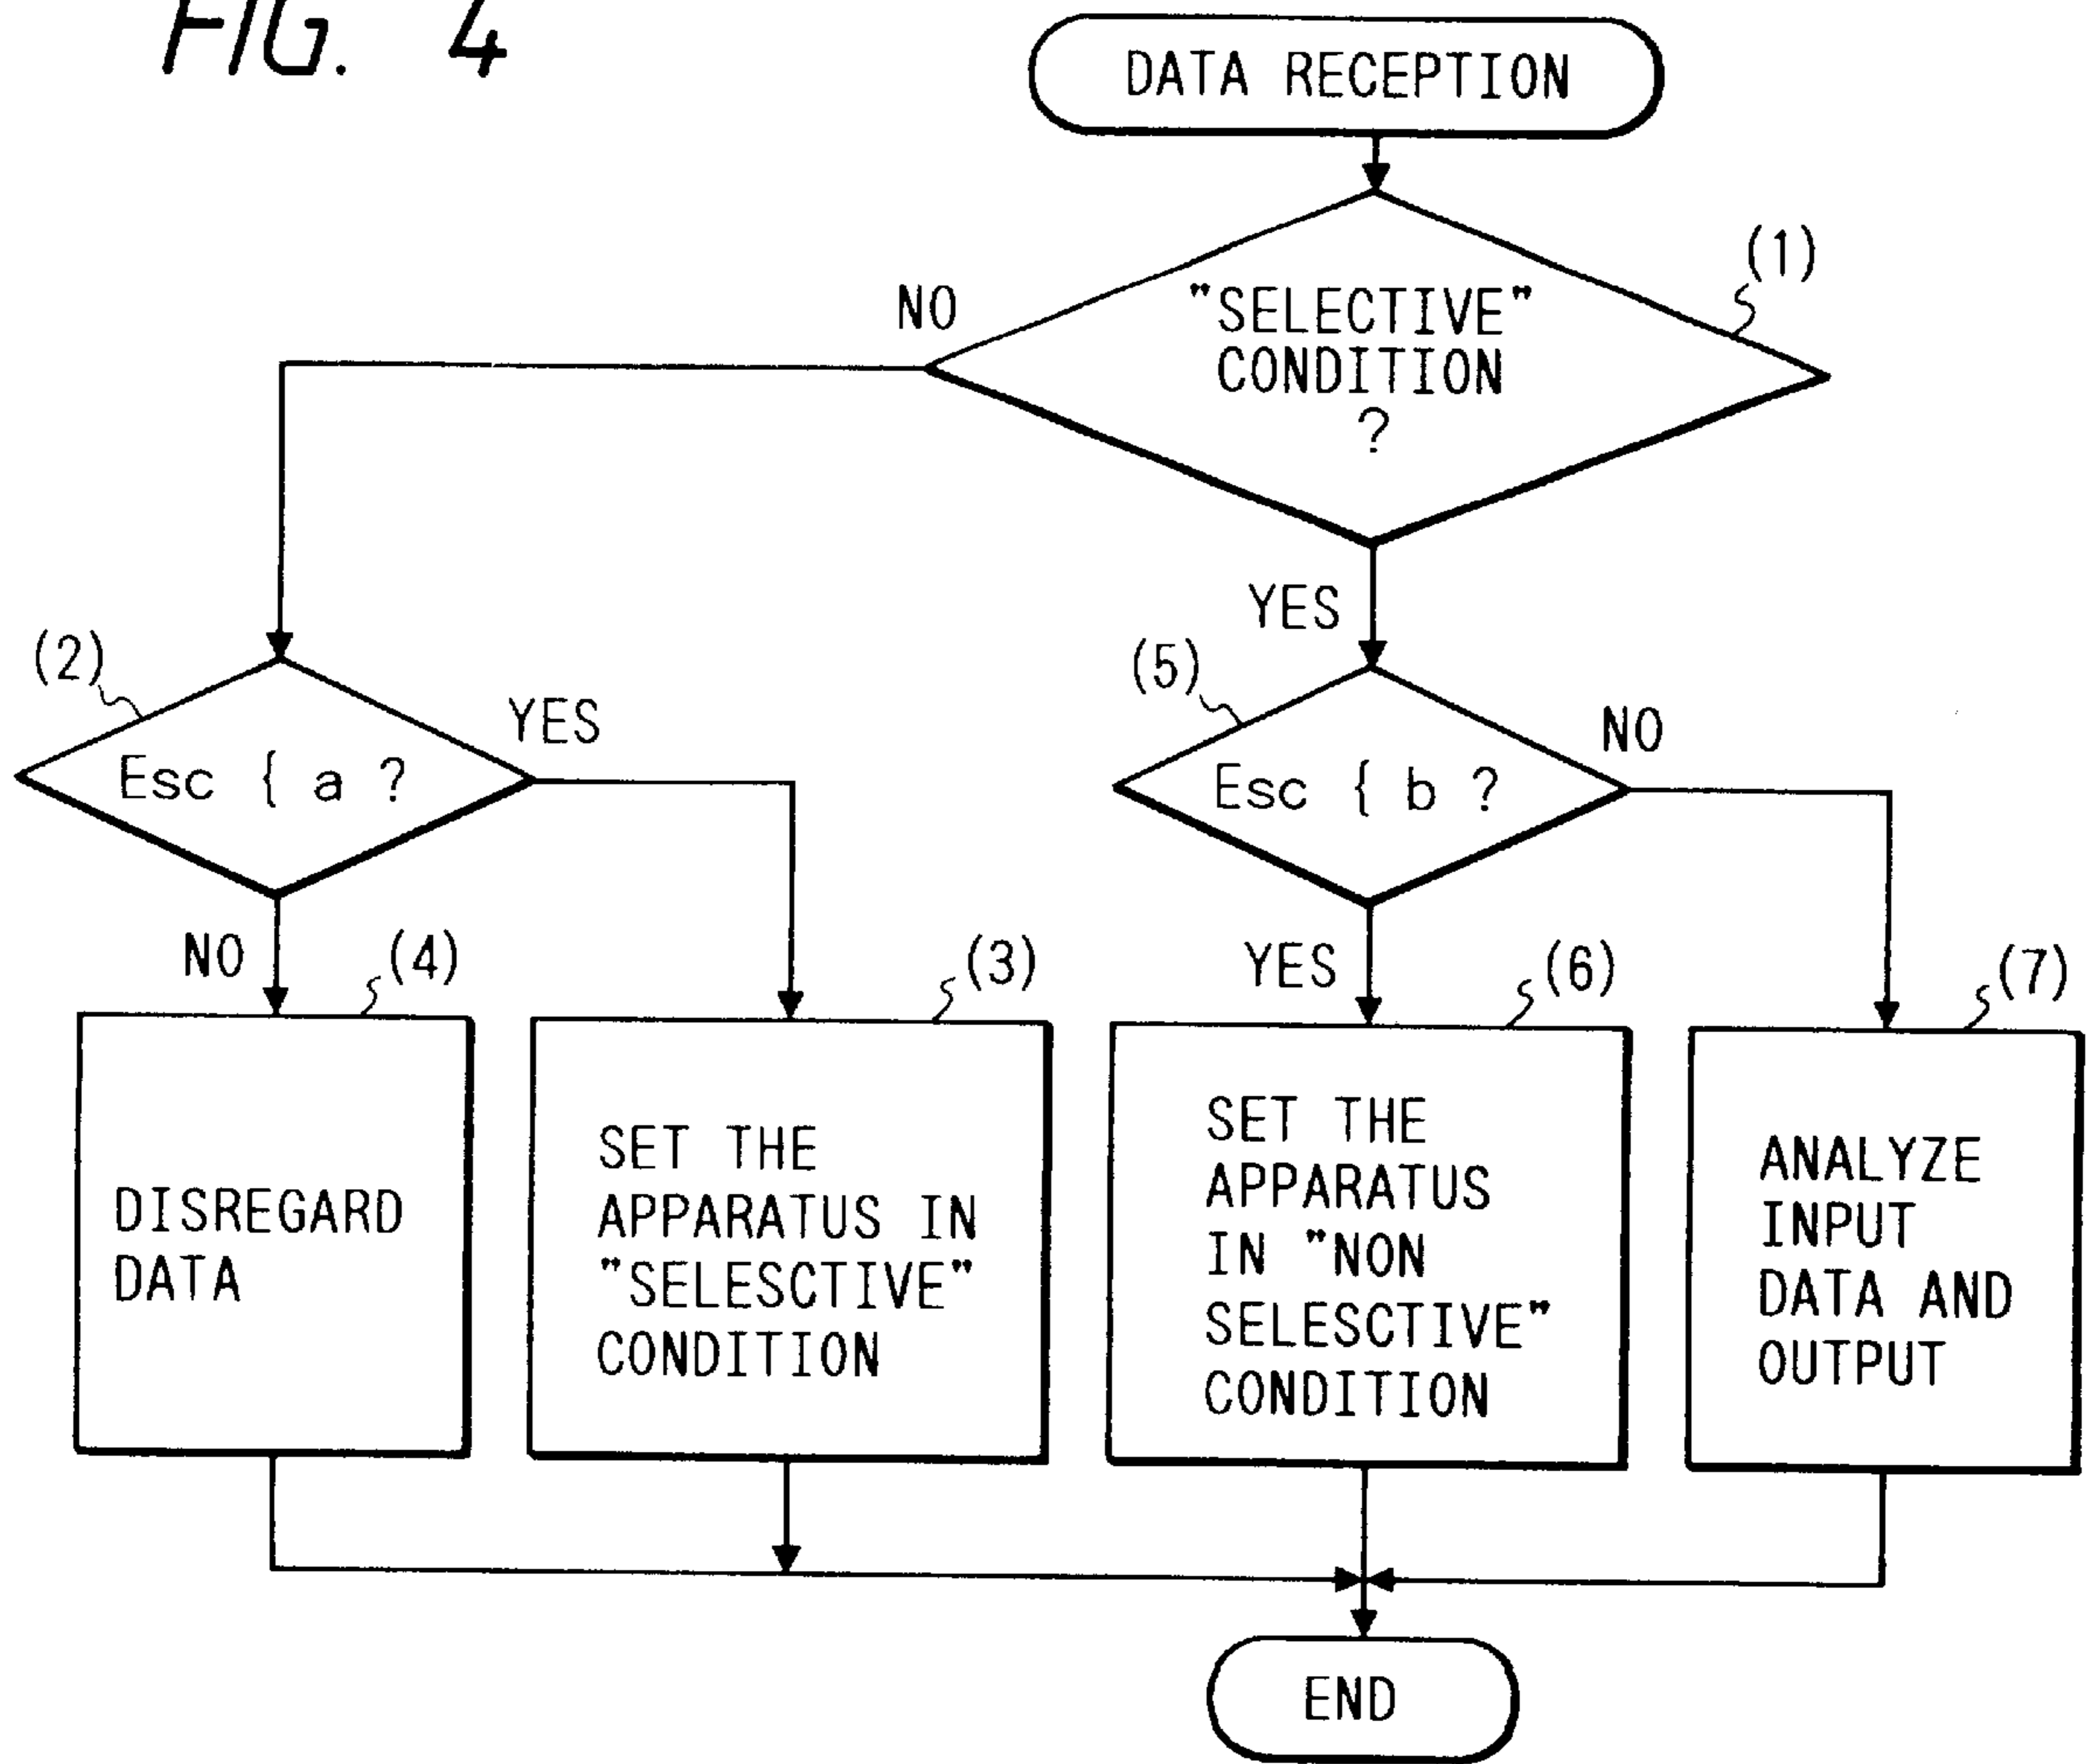 FIG. 4
DATA RECEPTION
(1)
"SELECTIVE"
CONDITION
?
NO
YES
(2)
Esc { a ?
YES
NO
(5)
Esc { b ?
NO
YES
(4)
DISREGARD
DATA
(3)
SET THE
APPARATUS IN
"SELESCTIVE"
CONDITION
(6)
SET THE
APPARATUS
IN "NON
SELESCTIVE"
CONDITION
(7)
ANALYZE
INPUT
DATA AND
OUTPUT
END